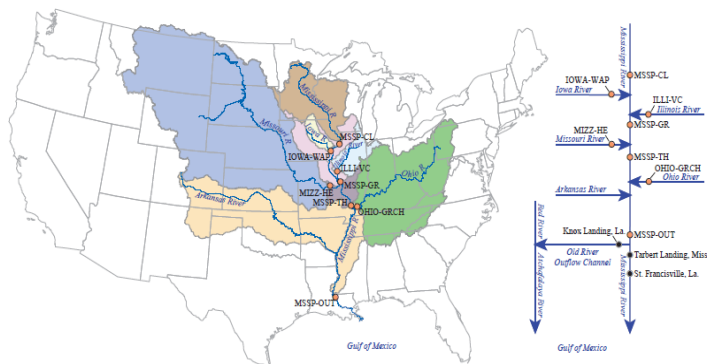 Mississippi R.
Missouri R.
Iowa R.
MSSP-CL
IOWA-WAP
ILLI-VC
MSSP-GR
MIZZ-HE
MSSP-TH
OHIO-GRCH
Ohio R.
Arkansas River
Mississippi R.
MSSP-OUT
Gulf of Mexico
Mississippi River
MSSP-CL
IOWA-WAP
Iowa River
ILLI-VC
Illinois River
MSSP-GR
MIZZ-HE
Missouri River
MSSP-TH
OHIO-GRCH
Ohio River
Arkansas River
Red River
Knox Landing, La
MSSP-OUT
Old River
Outflow Channel
Tarbert Landing, Miss
St. Francisville, La.
Atchafalaya River
Mississippi River
Gulf of Mexico